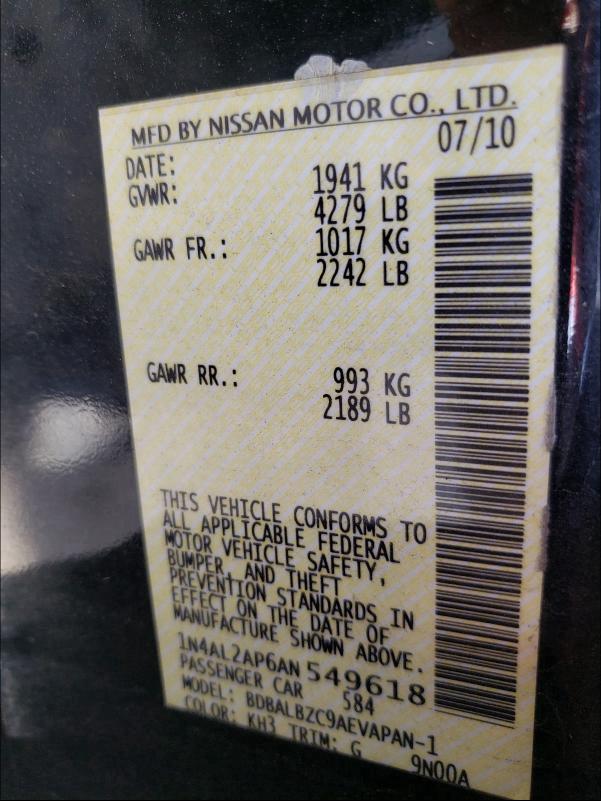 MFD BY NISSAN MOTOR CO., LTD.
DATE: 07/10
GVWR: 1941 KG
4279 LB
GAWR FR.: 1017 KG
2242 LB
GAWR RR.: 993 KG
2189 LB
THIS VEHICLE CONFORMS TO
ALL APPLICABLE FEDERAL
MOTOR VEHICLE SAFETY,
BUMPER, AND THEFT
PREVENTION STANDARDS IN
EFFECT ON THE DATE OF
MANUFACTURE SHOWN ABOVE.
1N4AL2AP6AN 549618
PASSENGER CAR 584
MODEL: BDBALBZC9AEVAPAN-1
COLOR: KH3 TRIM: G 9N00A